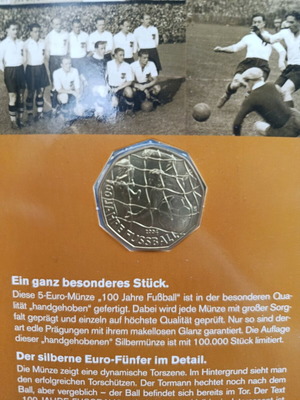 2004
100 JAHRE FUSSBALL
Ein ganz besonderes Stück.
Diese 5-Euro-Münze „100 Jahre Fußball" ist in der besonderen Qua-
lität „handgehoben" gefertigt. Dabei wird jede Münze mit großer Sorg-
falt geprägt und einzeln auf höchste Qualität geprüft. Nur so sind der-
art edle Prägungen mit ihrem makellosen Glanz garantiert. Die Auflage
dieser „handgehobenen" Silbermünze ist mit 100.000 Stück limitiert.
Der silberne Euro-Fünfer im Detail.
Die Münze zeigt eine dynamische Torszene. Im Hintergrund sieht man
den erfolgreichen Torschützen. Der Tormann hechtet noch nach dem
Ball, aber vergeblich - der Ball befindet sich bereits im Tor. Der Text